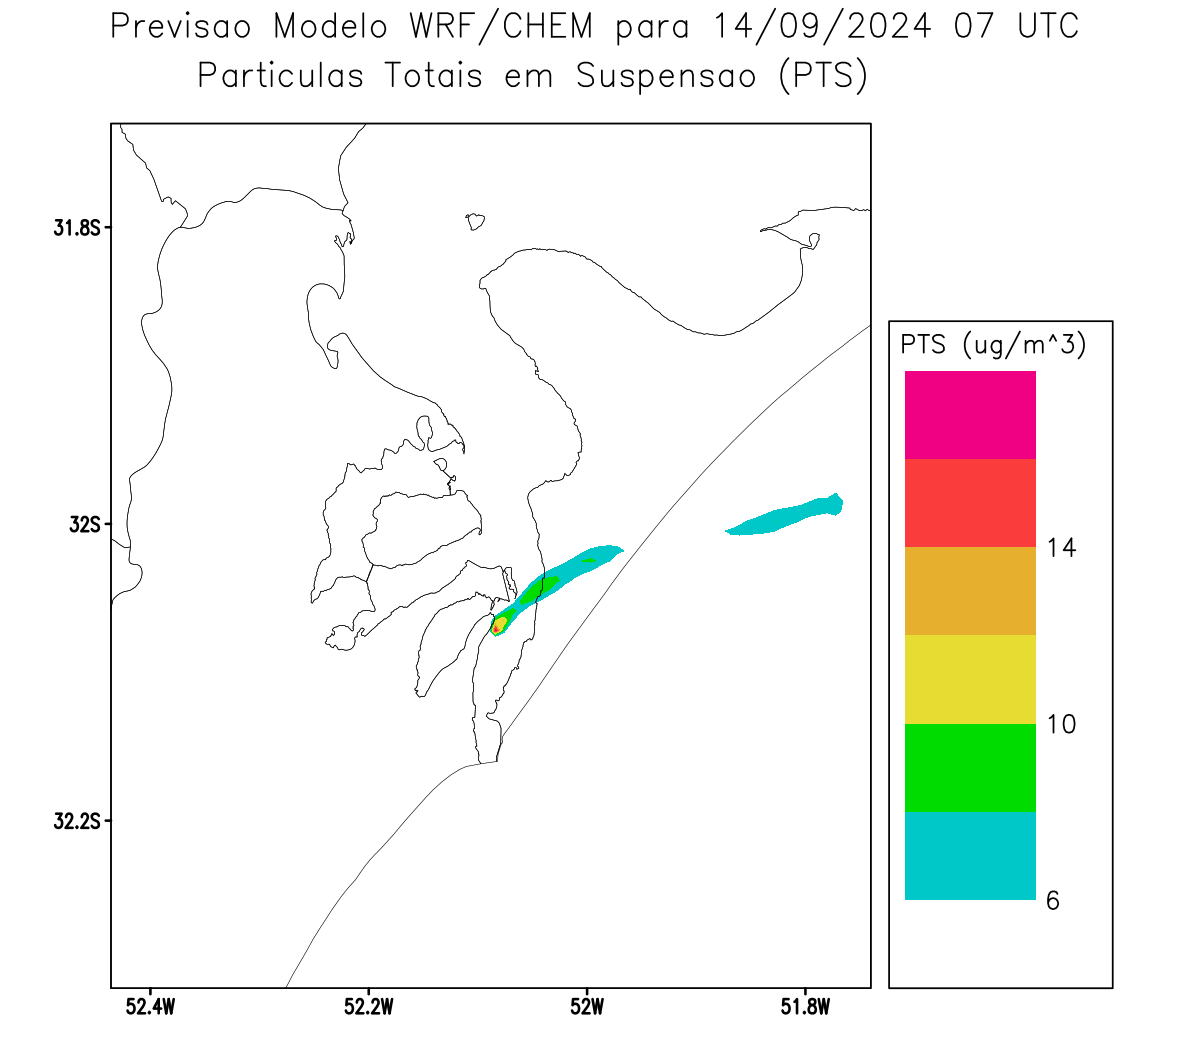 Previsao Modelo WRF/CHEM para 14/09/2024 07 UTC
Particulas Totais em Suspensao (PTS)
31.8S
32S
32.2S
52.4W 52.2W 52W 51.8W
PTS (ug/m^3)
14
10
6